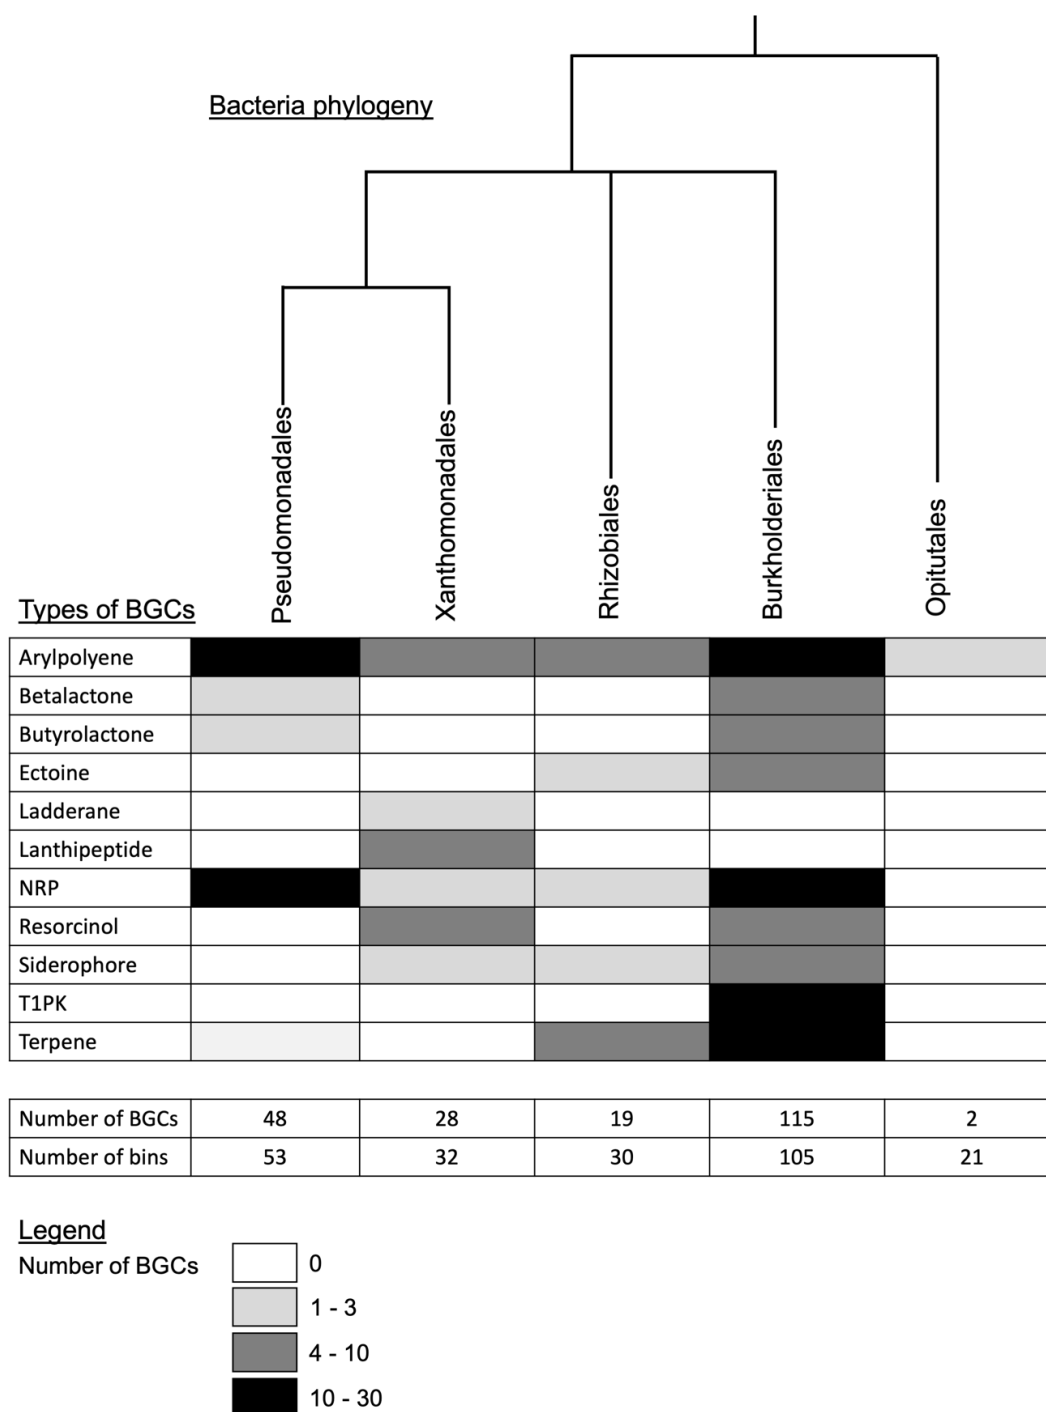 Bacteria phylogeny
Pseudomonadales
Xanthomonadales
Rhizobiales
Burkholderiales
Opitutales
Types of BGCs
Arylpolyene
Betalactone
Butyrolactone
Ectoine
Ladderane
Lanthipeptide
NRP
Resorcinol
Siderophore
T1PK
Terpene
Number of BGCs 48 28 19 115 2
Number of bins 53 32 30 105 21
Legend
Number of BGCs 0
1 - 3
4 - 10
10 - 30